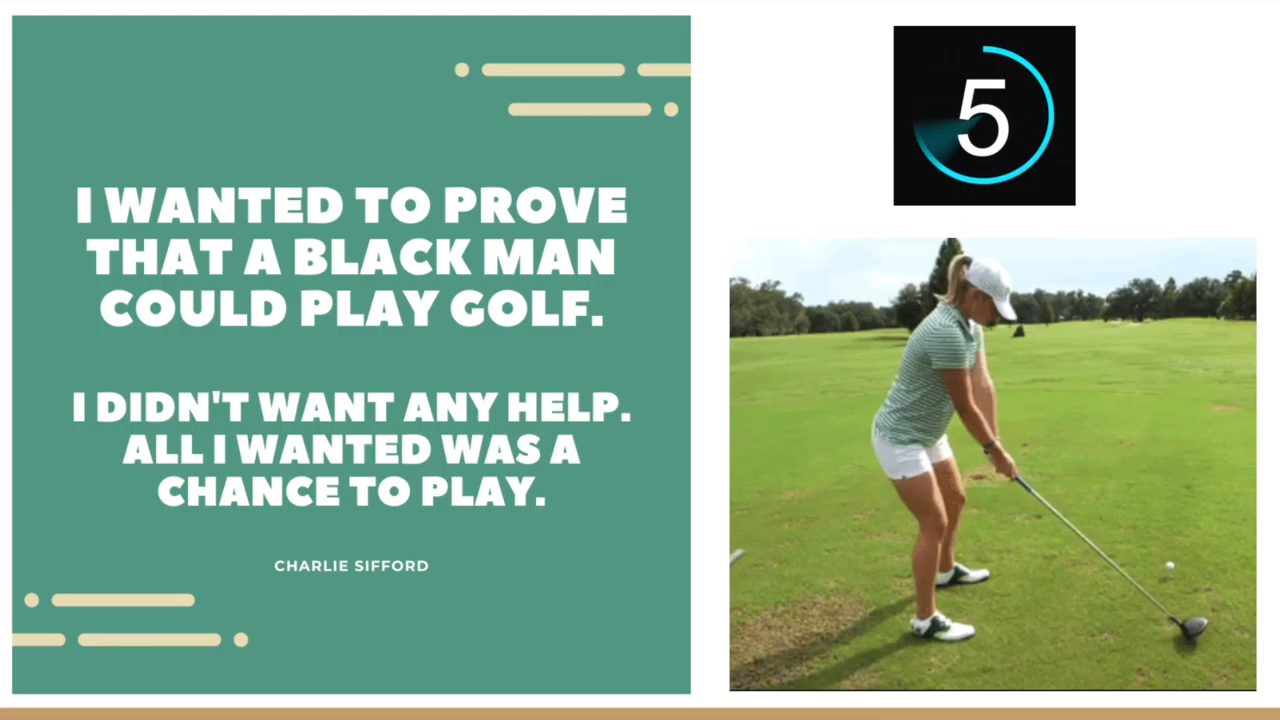 I WANTED TO PROVE
THAT A BLACK MAN
COULD PLAY GOLF.
I DIDN'T WANT ANY HELP.
ALL I WANTED WAS A
CHANCE TO PLAY.
CHARLIE SIFFORD
5